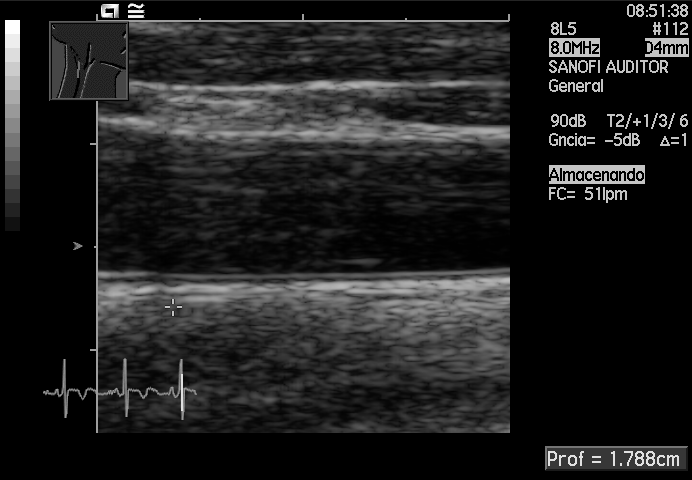 08:51:38
8L5 #112
8.0MHz 04mm
SANOFI AUDITOR
General
90dB T2/+1/3/ 6
Gncia= -5dB Δ=1
Almacenando
FC= 51lpm
Prof = 1.788cm